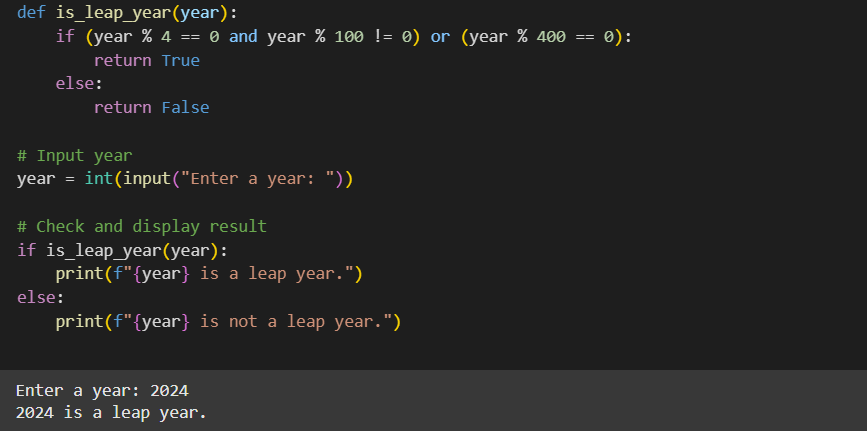 def is_leap_year(year):
    if (year % 4 == 0 and year % 100 != 0) or (year % 400 == 0):
        return True
    else:
        return False

# Input year
year = int(input("Enter a year: "))

# Check and display result
if is_leap_year(year):
    print(f"{year} is a leap year.")
else:
    print(f"{year} is not a leap year.")

Enter a year: 2024
2024 is a leap year.